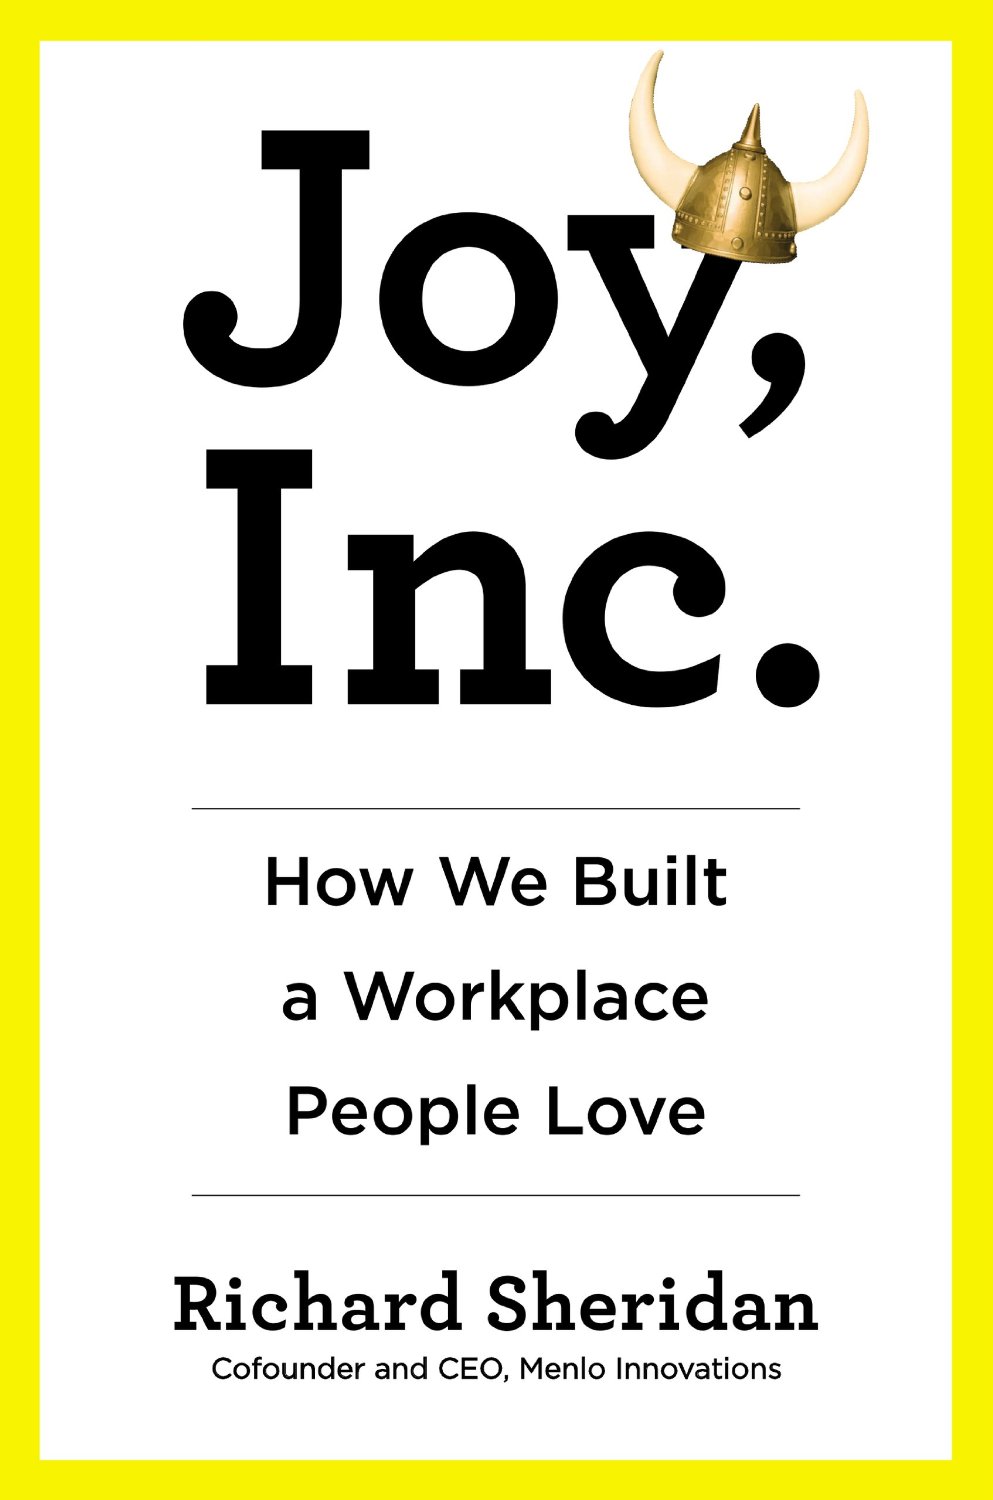 Joy,
Inc.
How We Built
a Workplace
People Love
Richard Sheridan
Cofounder and CEO, Menlo Innovations